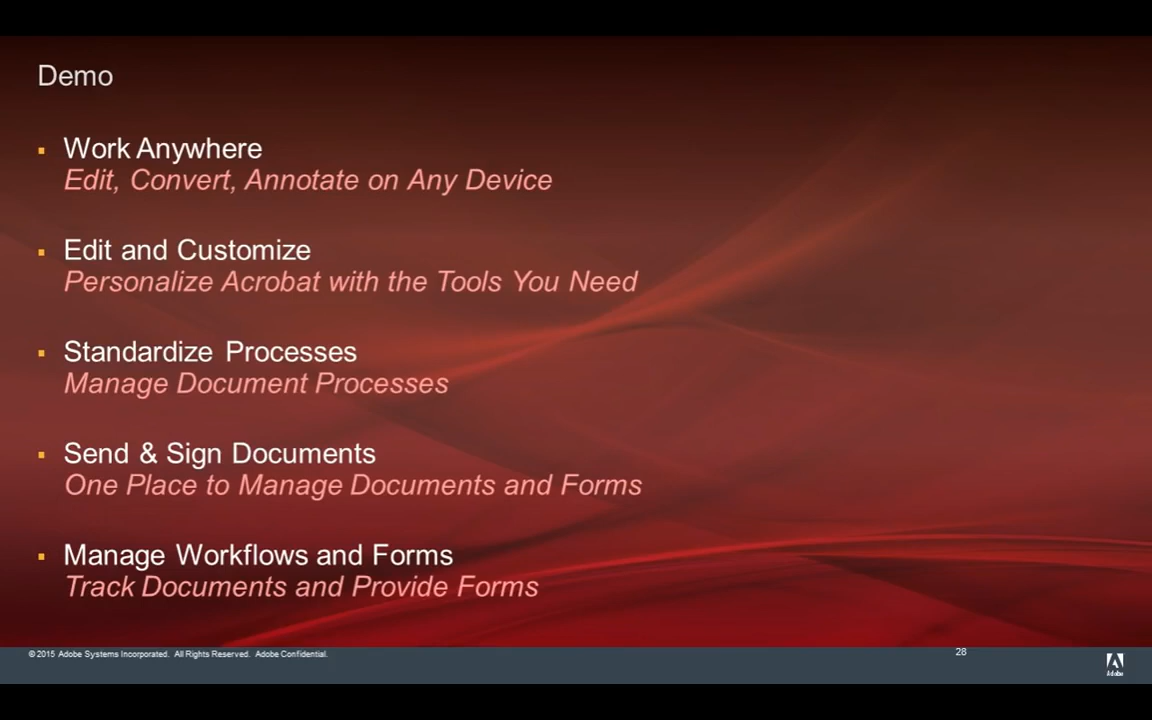 Demo
▪ Work Anywhere
Edit, Convert, Annotate on Any Device
▪ Edit and Customize
Personalize Acrobat with the Tools You Need
▪ Standardize Processes
Manage Document Processes
▪ Send & Sign Documents
One Place to Manage Documents and Forms
▪ Manage Workflows and Forms
Track Documents and Provide Forms
© 2015 Adobe Systems Incorporated. All Rights Reserved. Adobe Confidential.
28
Adobe